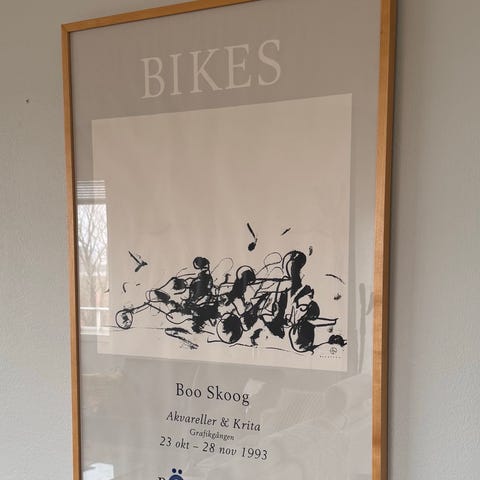 BIKES
Boo Skoog
Akvareller & Krita
Grafikgången
23 okt – 28 nov 1993